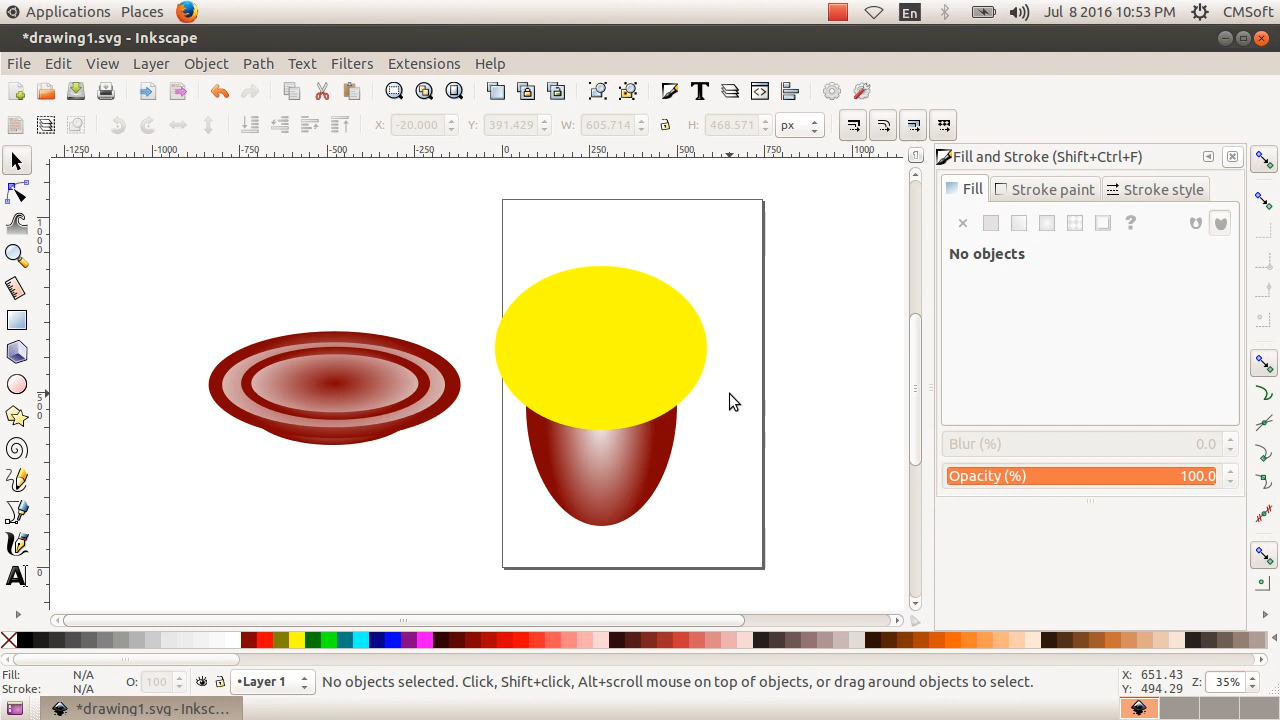 Applications Places En Jul 8 2016 10:53 PM CMSoft
*drawing1.svg - Inkscape
File Edit View Layer Object Path Text Filters Extensions Help
X: -20.000 Y: 391.429 W: 605.714 H: 468.571 px
-1250 -1000 -750 -500 -250 0 250 500 750 1000
Fill and Stroke (Shift+Ctrl+F)
Fill Stroke paint Stroke style
?
No objects
1000
500
0
Blur (%) 0.0
Opacity (%) 100.0
Fill: N/A O: 100 •Layer 1 No objects selected. Click, Shift+click, Alt+scroll mouse on top of objects, or drag around objects to select. X: 651.43 Z: 35%
Stroke: N/A Y: 494.29
*drawing1.svg - Inksc...